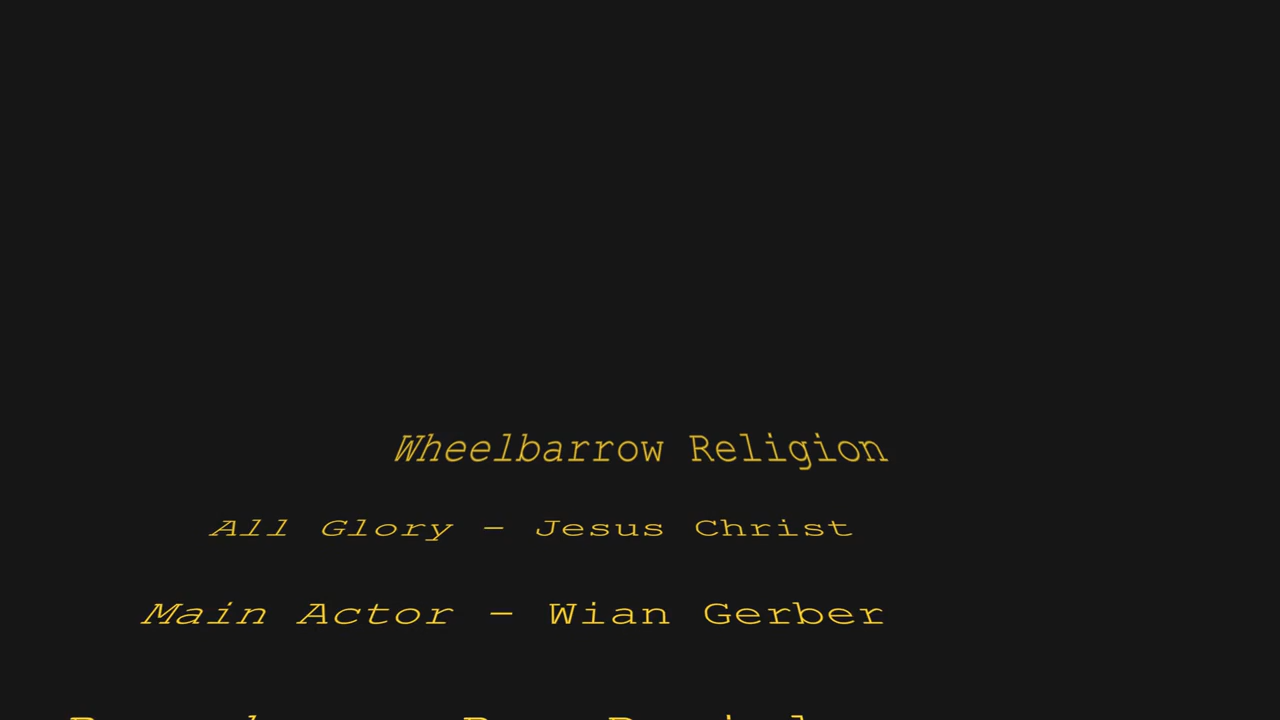 Wheelbarrow Religion
All Glory - Jesus Christ
Main Actor - Wian Gerber